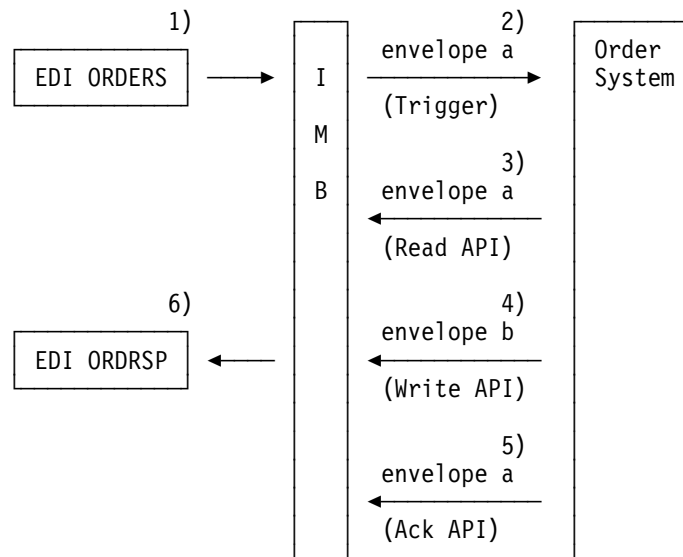 1)
2)
EDI ORDERS
I
M
B
envelope a
(Trigger)
Order
System
3)
envelope a
(Read API)
6)
4)
EDI ORDRSP
envelope b
(Write API)
5)
envelope a
(Ack API)